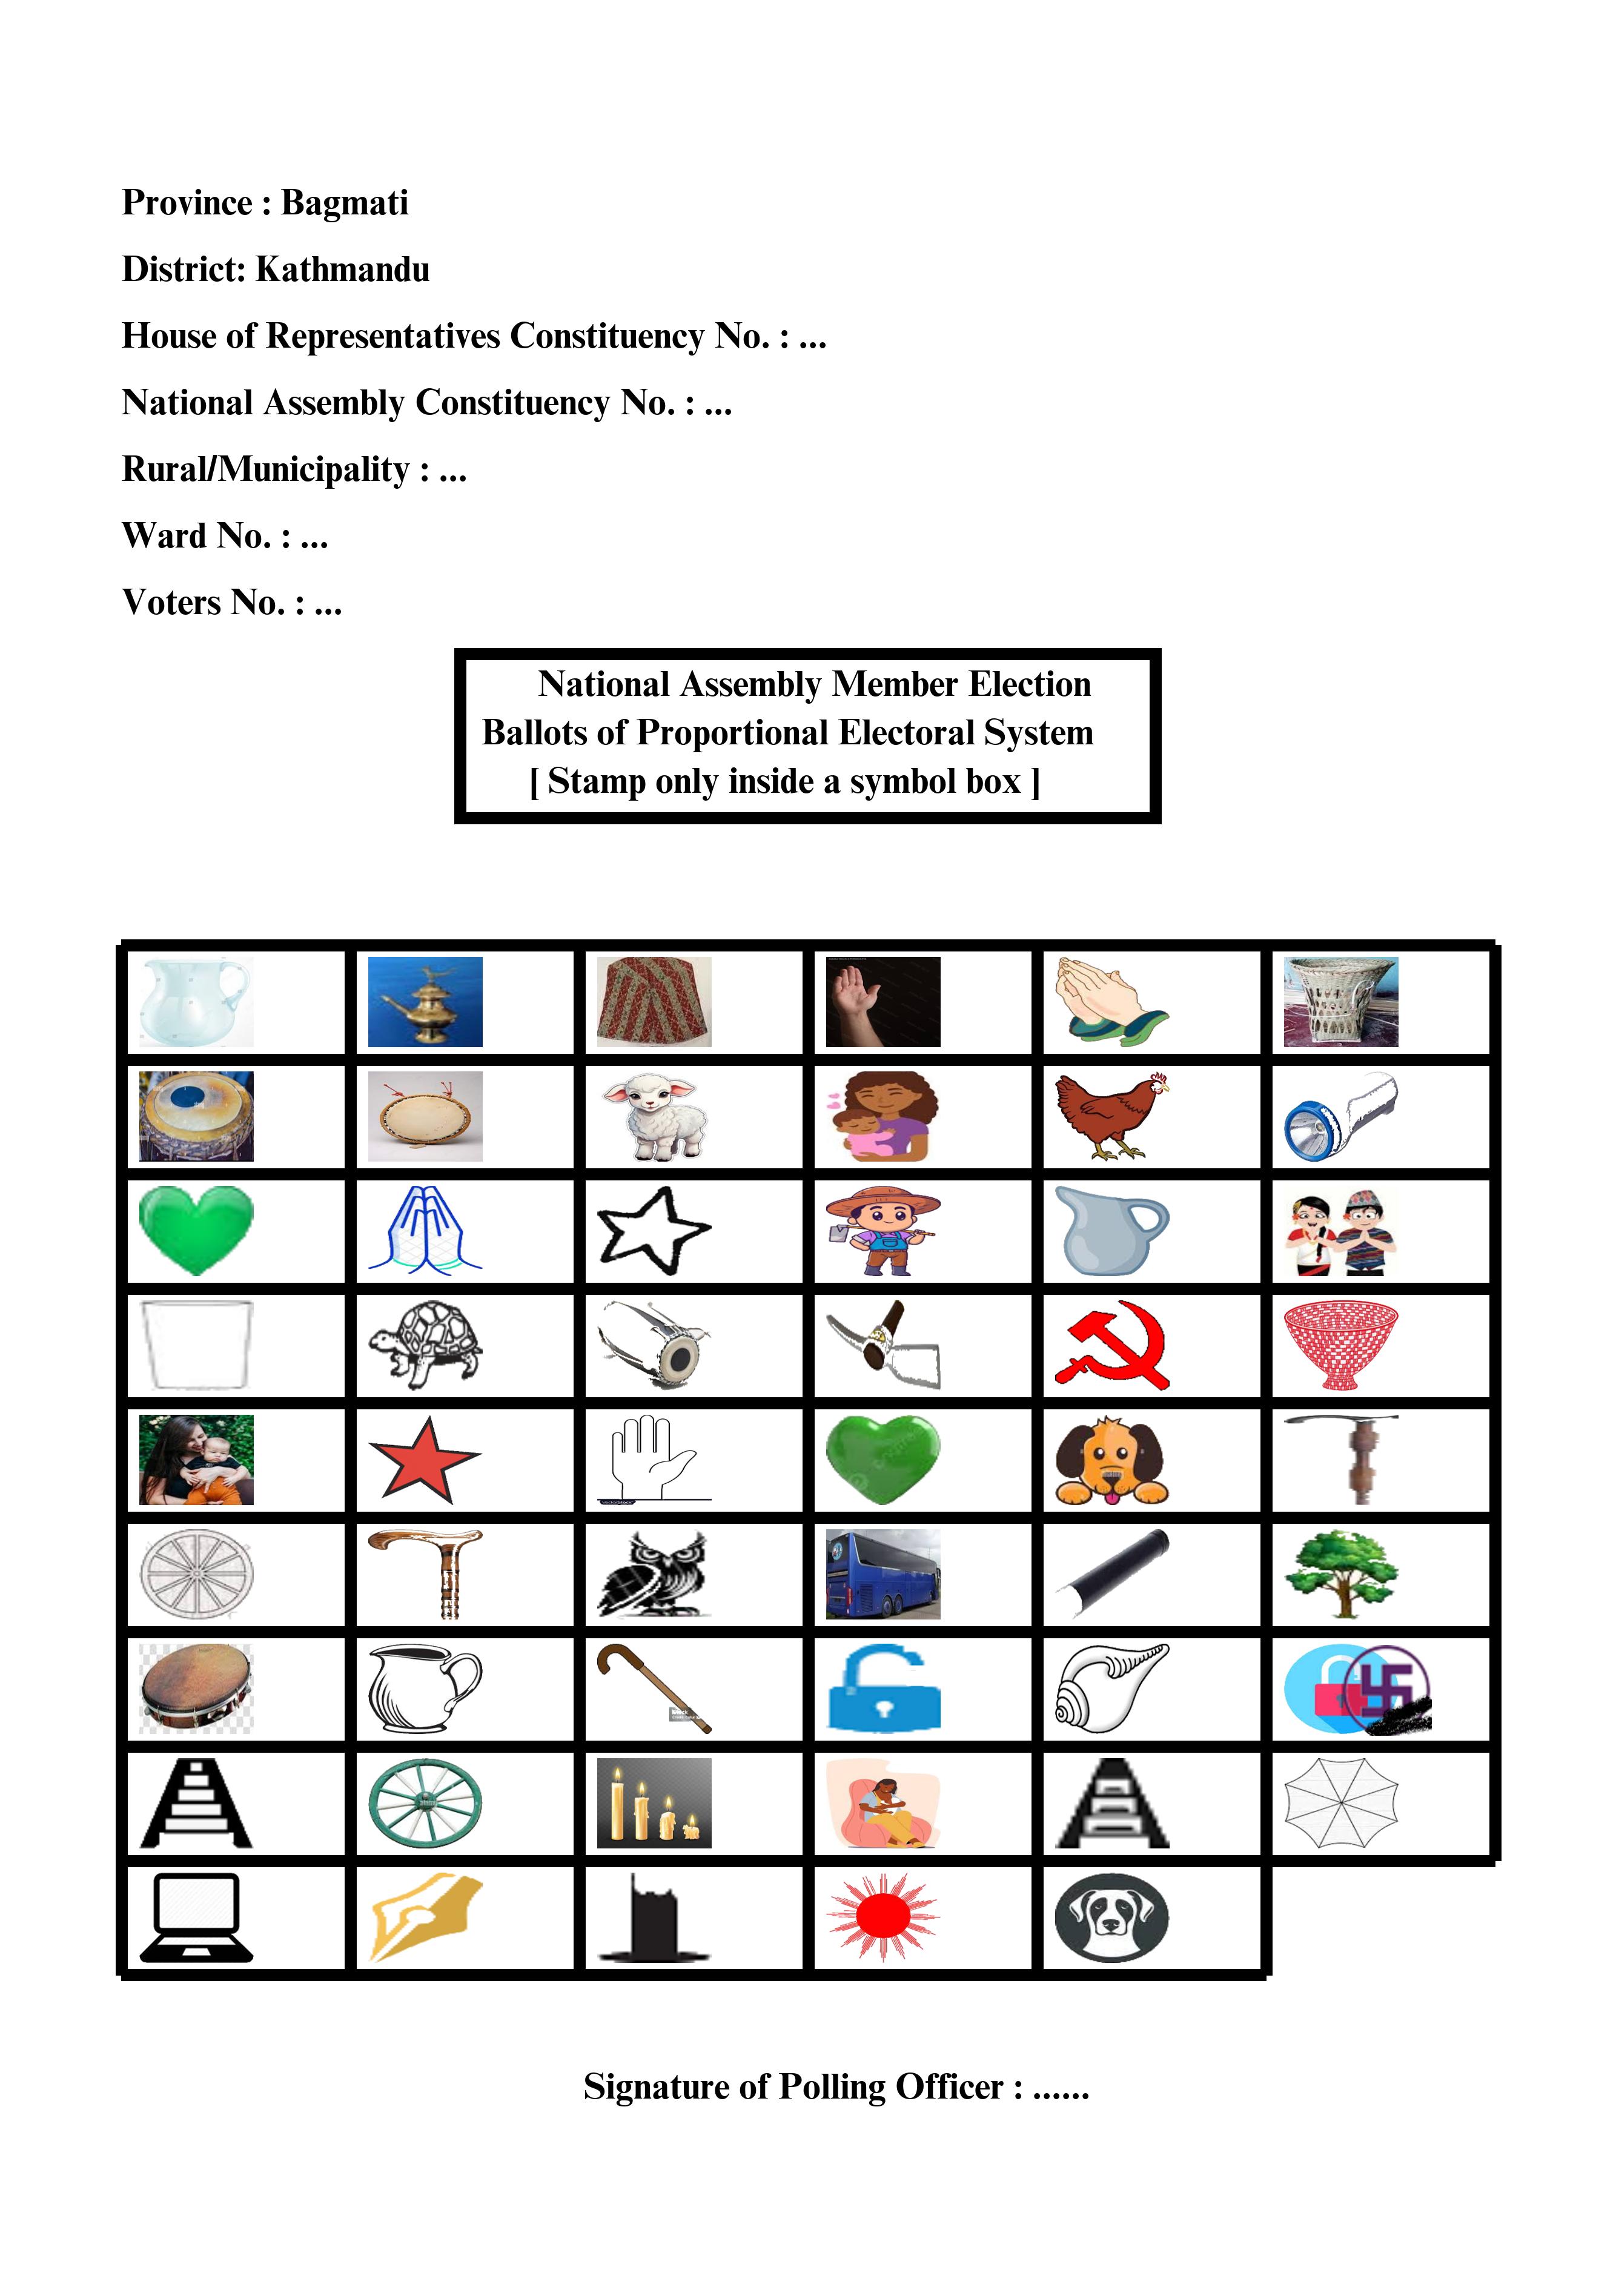 Province : Bagmati
District: Kathmandu
House of Representatives Constituency No. : ...
National Assembly Constituency No. : ...
Rural/Municipality : ...
Ward No. : ...
Voters No. : ...
National Assembly Member Election
Ballots of Proportional Electoral System
[ Stamp only inside a symbol box ]
Signature of Polling Officer : ......